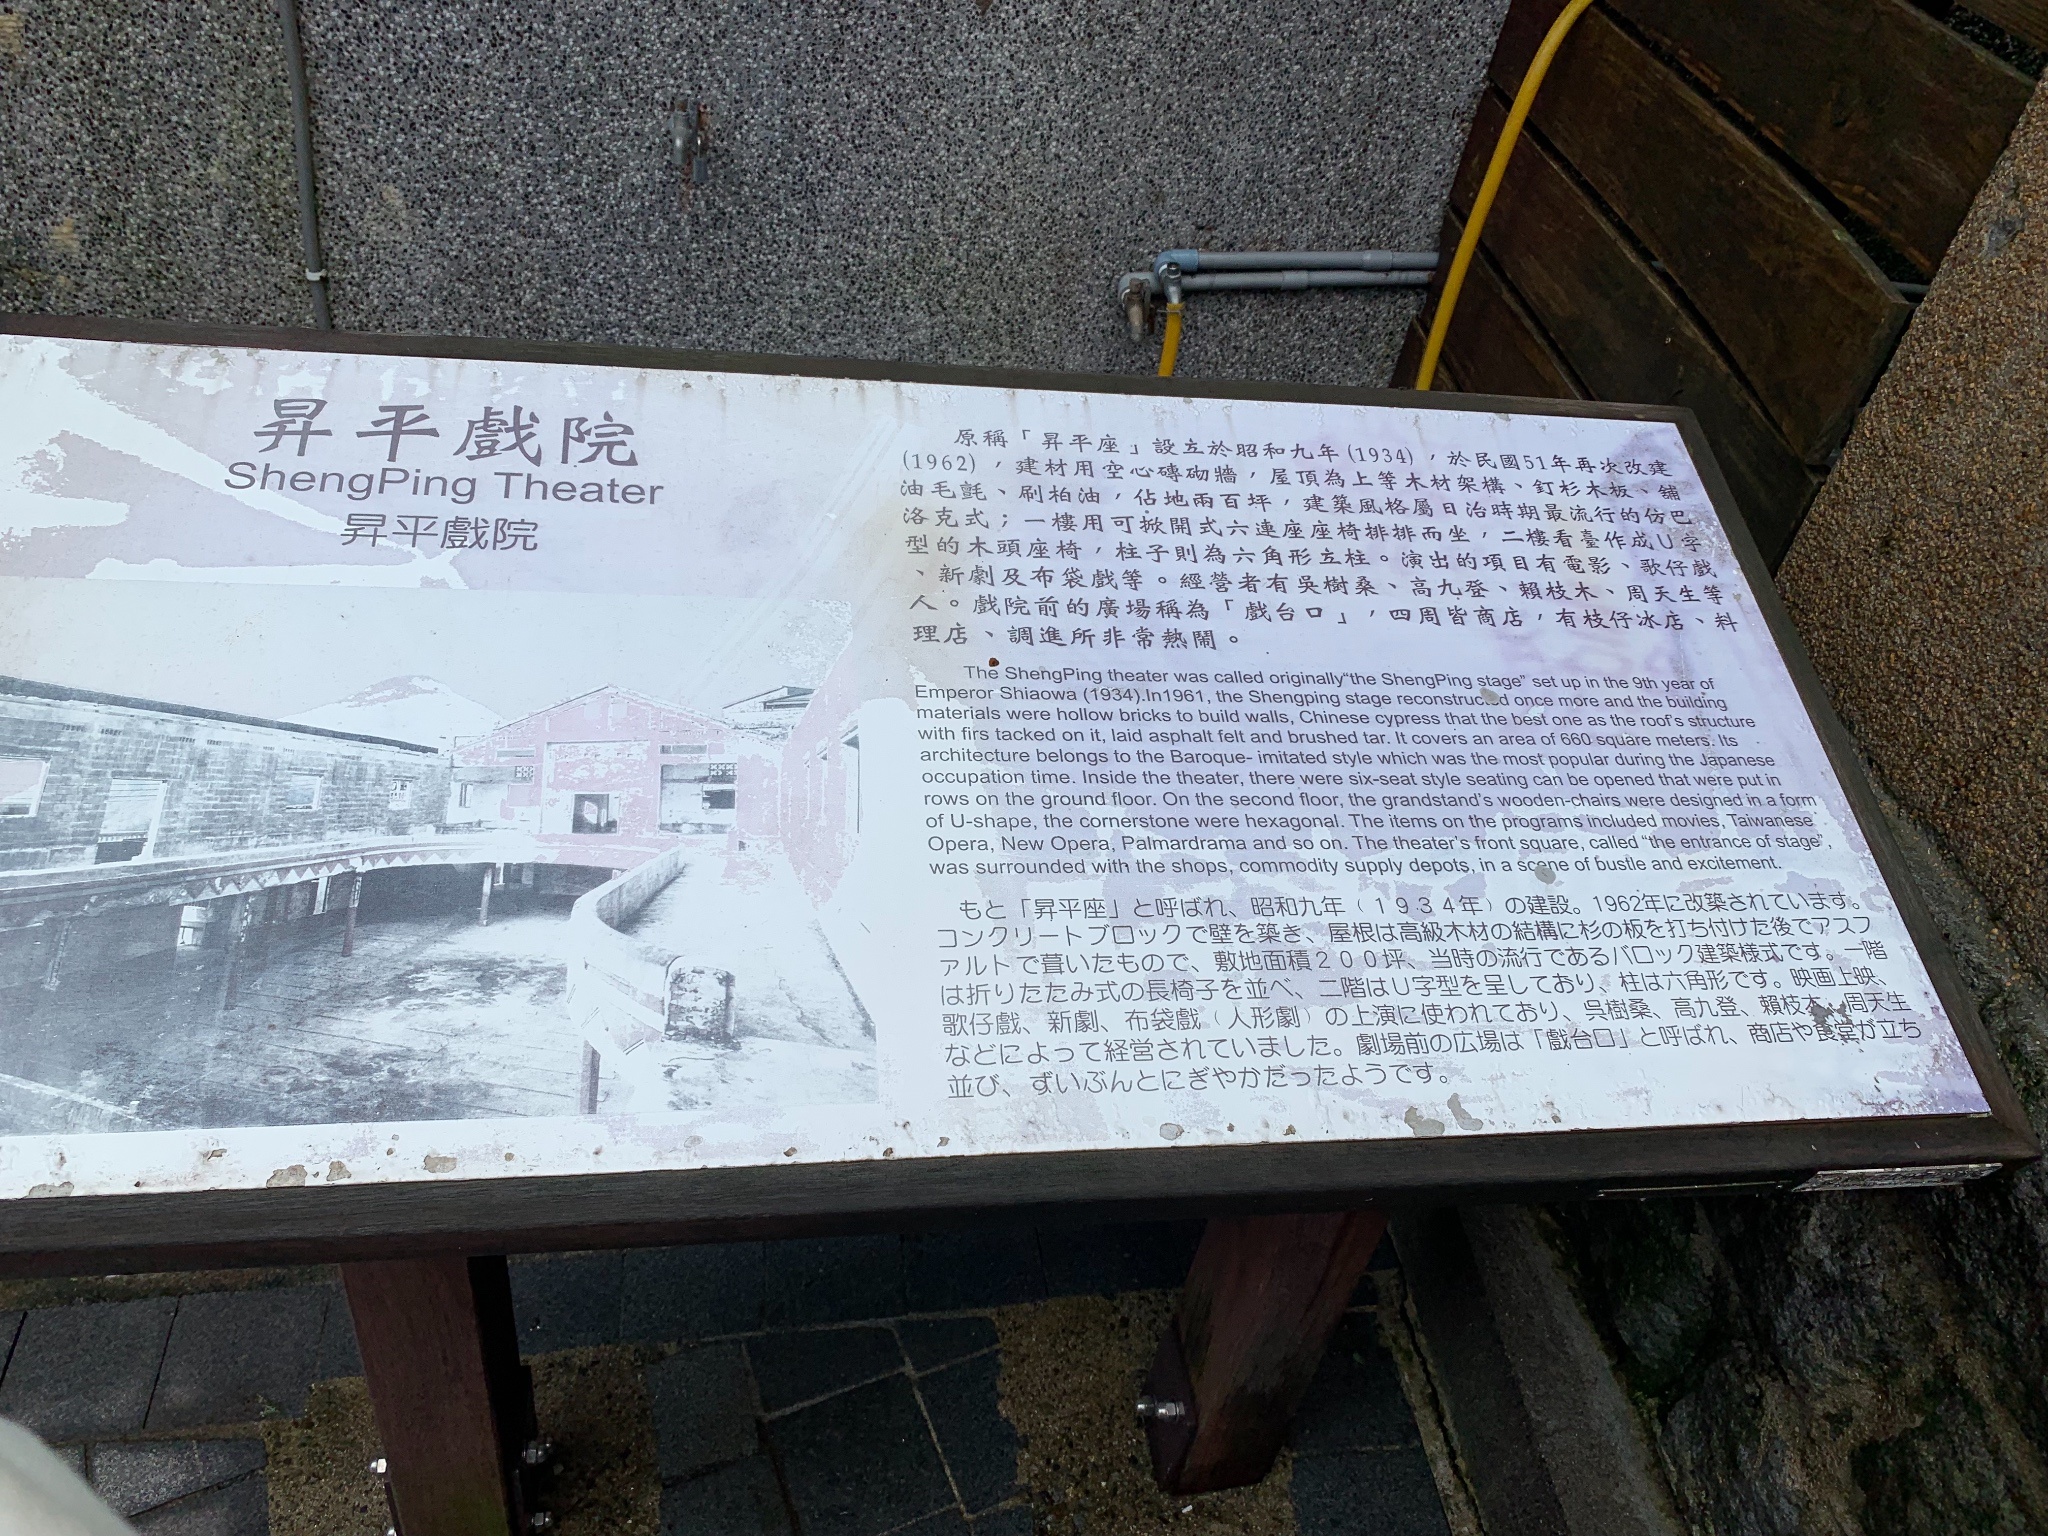 昇平戲院
ShengPing Theater
昇平戲院
原稱「昇平座」設立於昭和九年(1934)，於民國51年再次改建
(1962)，建材用空心磚砌牆，屋頂為上等木材架構、釘杉木板、舖
油毛氈、刷柏油，佔地兩百坪，建築風格屬日治時期最流行的仿巴
洛克式；一樓用可掀開式六連座座椅排排而坐，二樓看臺作成U字
型的木頭座椅，柱子則為六角形立柱。演出的項目有電影、歌仔戲
、新劇及布袋戲等。經營者有吳樹桑、高九登、賴枝木、周天生等
人。戲院前的廣場稱為「戲台口」，四周皆商店，有枝仔冰店、料
理店、調進所非常熱鬧。
The ShengPing theater was called originally“the ShengPing stage” set up in the 9th year of
Emperor Shiaowa (1934).In1961, the Shengping stage reconstructed once more and the building
materials were hollow bricks to build walls, Chinese cypress that the best one as the roof's structure
with firs tacked on it, laid asphalt felt and brushed tar. It covers an area of 660 square meters. Its
architecture belongs to the Baroque- imitated style which was the most popular during the Japanese
occupation time. Inside the theater, there were six-seat style seating can be opened that were put in
rows on the ground floor. On the second floor, the grandstand's wooden-chairs were designed in a form
of U-shape, the cornerstone were hexagonal. The items on the programs included movies, Taiwanese
Opera, New Opera, Palmardrama and so on. The theater's front square, called “the entrance of stage”,
was surrounded with the shops, commodity supply depots, in a scene of bustle and excitement.
もと「昇平座」と呼ばれ、昭和九年（１９３４年）の建設。1962年に改築されています。
コンクリートブロックで壁を築き、屋根は高級木材の結構に杉の板を打ち付けた後でアスフ
ァルトで葺いたもので、敷地面積２００坪、当時の流行であるバロック建築様式です。一階
は折りたたみ式の長椅子を並べ、二階はＵ字型を呈しており、柱は六角形です。映画上映、
歌仔戲、新劇、布袋戲（人形劇）の上演に使われており、呉樹桑、高九登、賴枝木、周天生
などによって経営されていました。劇場前の広場は「戲台口」と呼ばれ、商店や食堂が立ち
並び、ずいぶんとにぎやかだったようです。